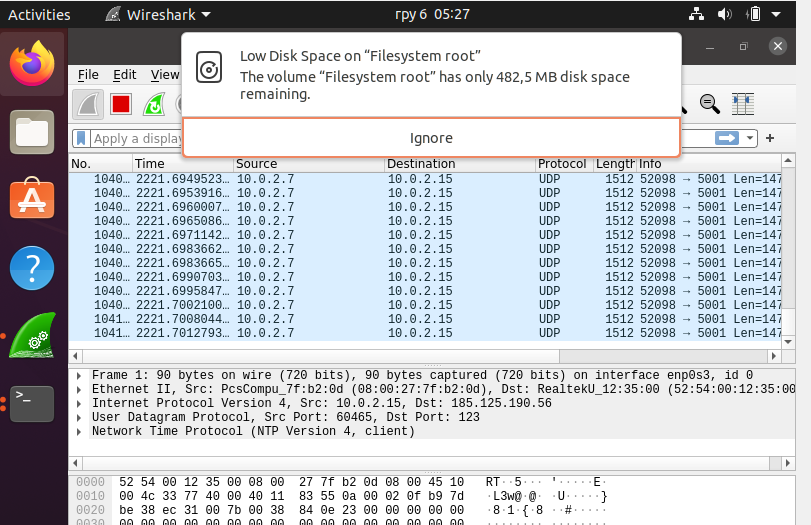 Activities Wireshark гру 6 05:27
Low Disk Space on “Filesystem root”
The volume “Filesystem root” has only 482,5 MB disk space
remaining.
Ignore
File Edit View
Apply a display
No. Time Source Destination Protocol Length Info
1040… 2221.6949523… 10.0.2.7 10.0.2.15 UDP 1512 52098 → 5001 Len=147
1040… 2221.6953916… 10.0.2.7 10.0.2.15 UDP 1512 52098 → 5001 Len=147
1040… 2221.6960007… 10.0.2.7 10.0.2.15 UDP 1512 52098 → 5001 Len=147
1040… 2221.6965086… 10.0.2.7 10.0.2.15 UDP 1512 52098 → 5001 Len=147
1040… 2221.6971142… 10.0.2.7 10.0.2.15 UDP 1512 52098 → 5001 Len=147
1040… 2221.6983662… 10.0.2.7 10.0.2.15 UDP 1512 52098 → 5001 Len=147
1040… 2221.6983665… 10.0.2.7 10.0.2.15 UDP 1512 52098 → 5001 Len=147
1040… 2221.6990703… 10.0.2.7 10.0.2.15 UDP 1512 52098 → 5001 Len=147
1040… 2221.6995847… 10.0.2.7 10.0.2.15 UDP 1512 52098 → 5001 Len=147
1040… 2221.7002100… 10.0.2.7 10.0.2.15 UDP 1512 52098 → 5001 Len=147
1041… 2221.7008044… 10.0.2.7 10.0.2.15 UDP 1512 52098 → 5001 Len=147
1041… 2221.7012793… 10.0.2.7 10.0.2.15 UDP 1512 52098 → 5001 Len=147
Frame 1: 90 bytes on wire (720 bits), 90 bytes captured (720 bits) on interface enp0s3, id 0
Ethernet II, Src: PcsCompu_7f:b2:0d (08:00:27:7f:b2:0d), Dst: RealtekU_12:35:00 (52:54:00:12:35:00
Internet Protocol Version 4, Src: 10.0.2.15, Dst: 185.125.190.56
User Datagram Protocol, Src Port: 60465, Dst Port: 123
Network Time Protocol (NTP Version 4, client)
0000 52 54 00 12 35 00 08 00 27 7f b2 0d 08 00 45 10 RT··5··· '·····E·
0010 00 4c 33 77 40 00 40 11 83 55 0a 00 02 0f b9 7d ·L3w@·@· ·U·····}
0020 be 38 ec 31 00 7b 00 38 84 0e 23 00 00 00 00 00 ·8·1·{·8 ··#·····
0030 00 00 00 00 00 00 00 00 00 00 00 00 00 00 00 00 ········ ········